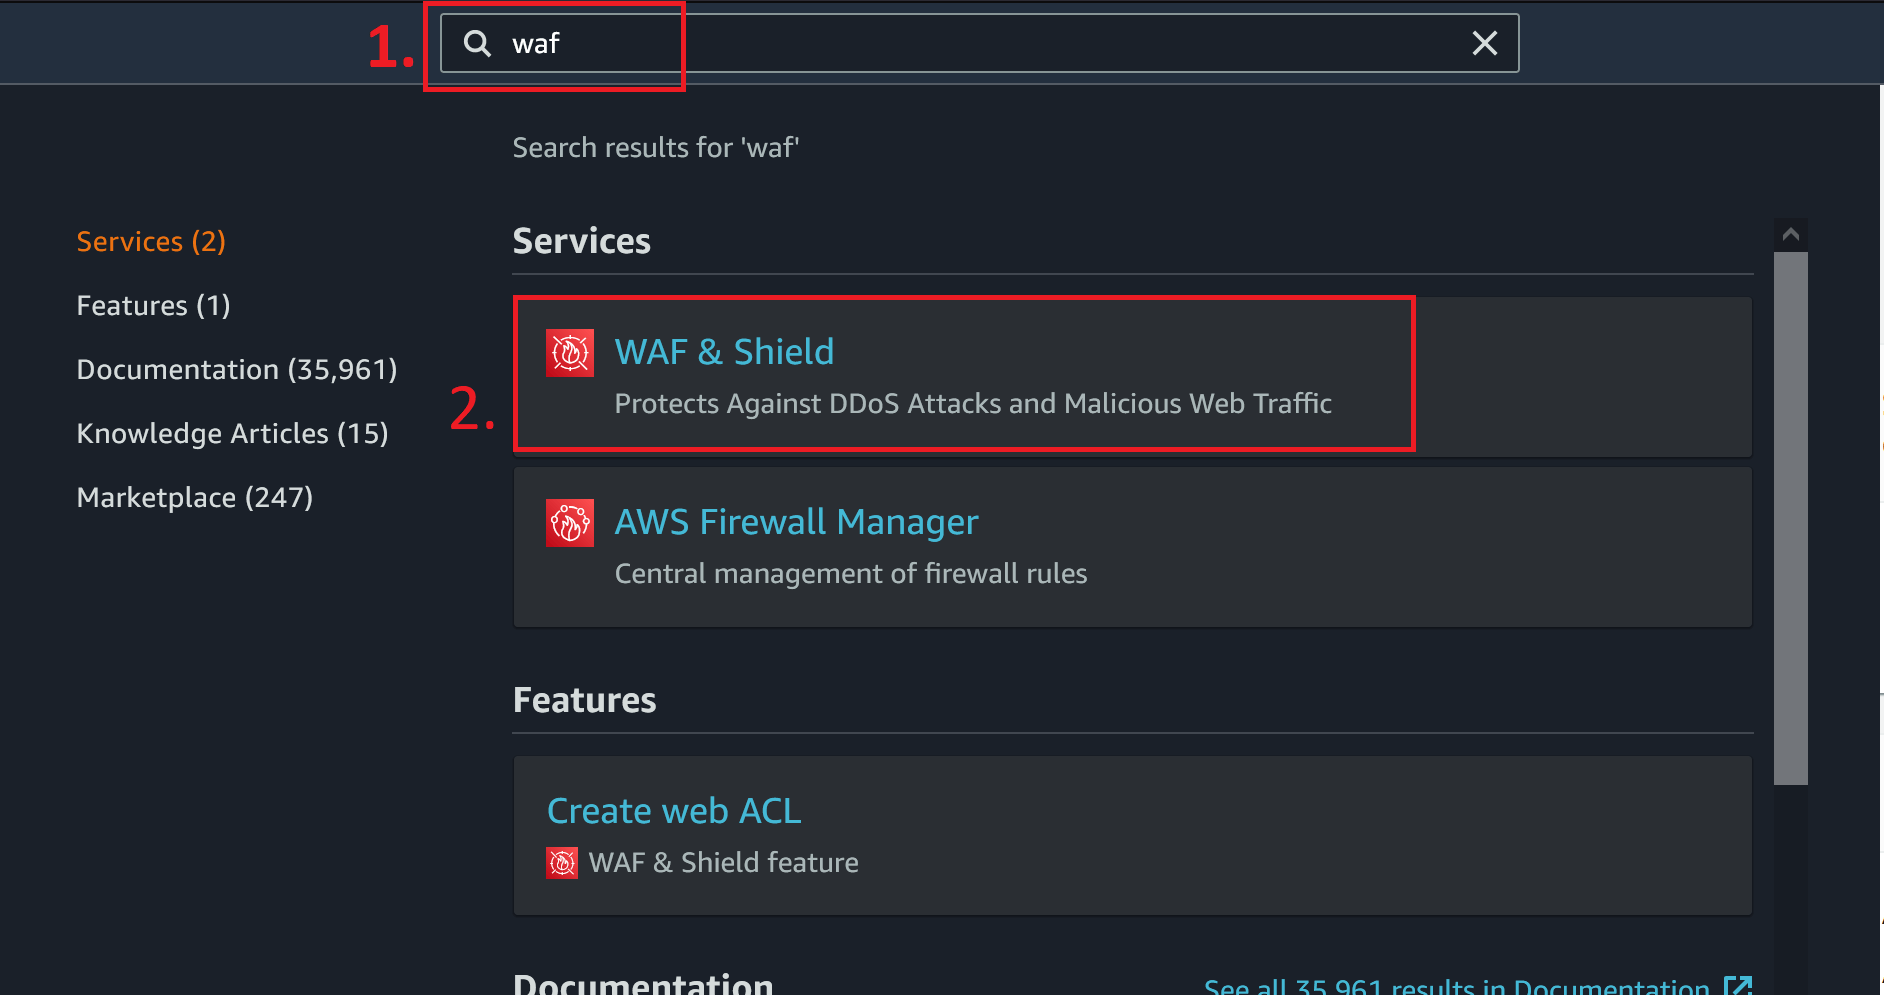 1.
waf
Search results for 'waf'
Services (2)
Features (1)
Documentation (35,961)
Knowledge Articles (15)
Marketplace (247)
Services
2.
WAF & Shield
Protects Against DDoS Attacks and Malicious Web Traffic
AWS Firewall Manager
Central management of firewall rules
Features
Create web ACL
WAF & Shield feature
Documentation
See all 35,961 results in Documentation